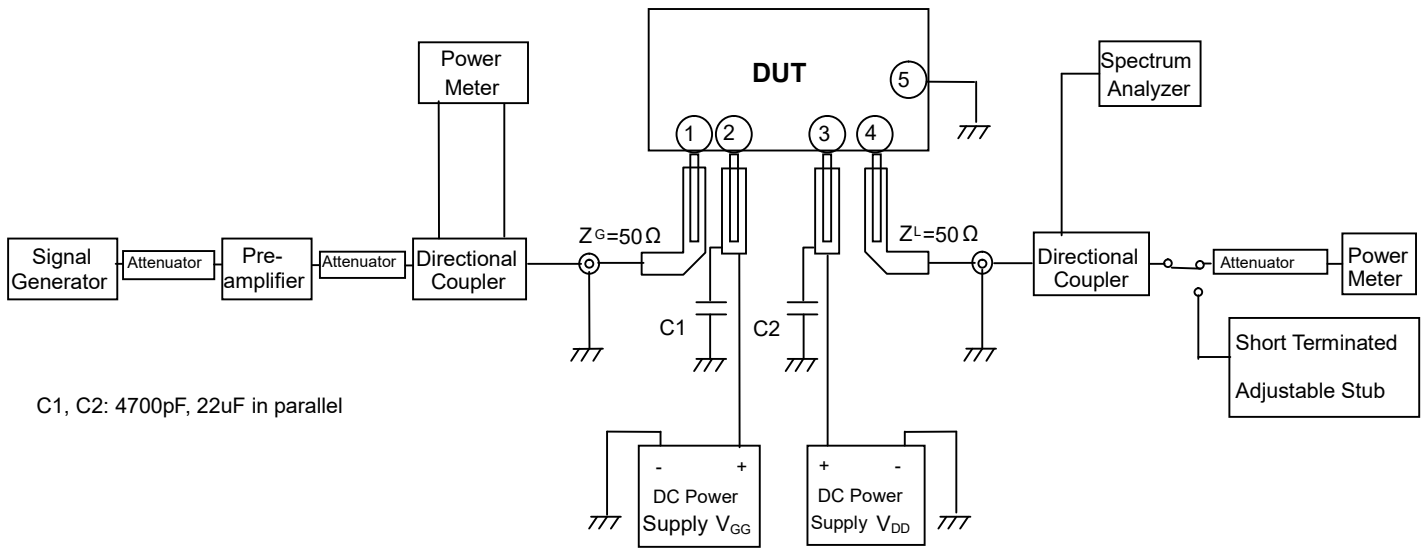 DUT
5
1
2
3
4
Power
Meter
Spectrum
Analyzer
Signal
Generator
Attenuator
Pre-
amplifier
Attenuator
Directional
Coupler
ZG=50Ω
ZL=50Ω
Directional
Coupler
Attenuator
Power
Meter
C1
C2
Short Terminated
Adjustable Stub
C1, C2: 4700pF, 22uF in parallel
- +
DC Power
Supply VGG
+ -
DC Power
Supply VDD